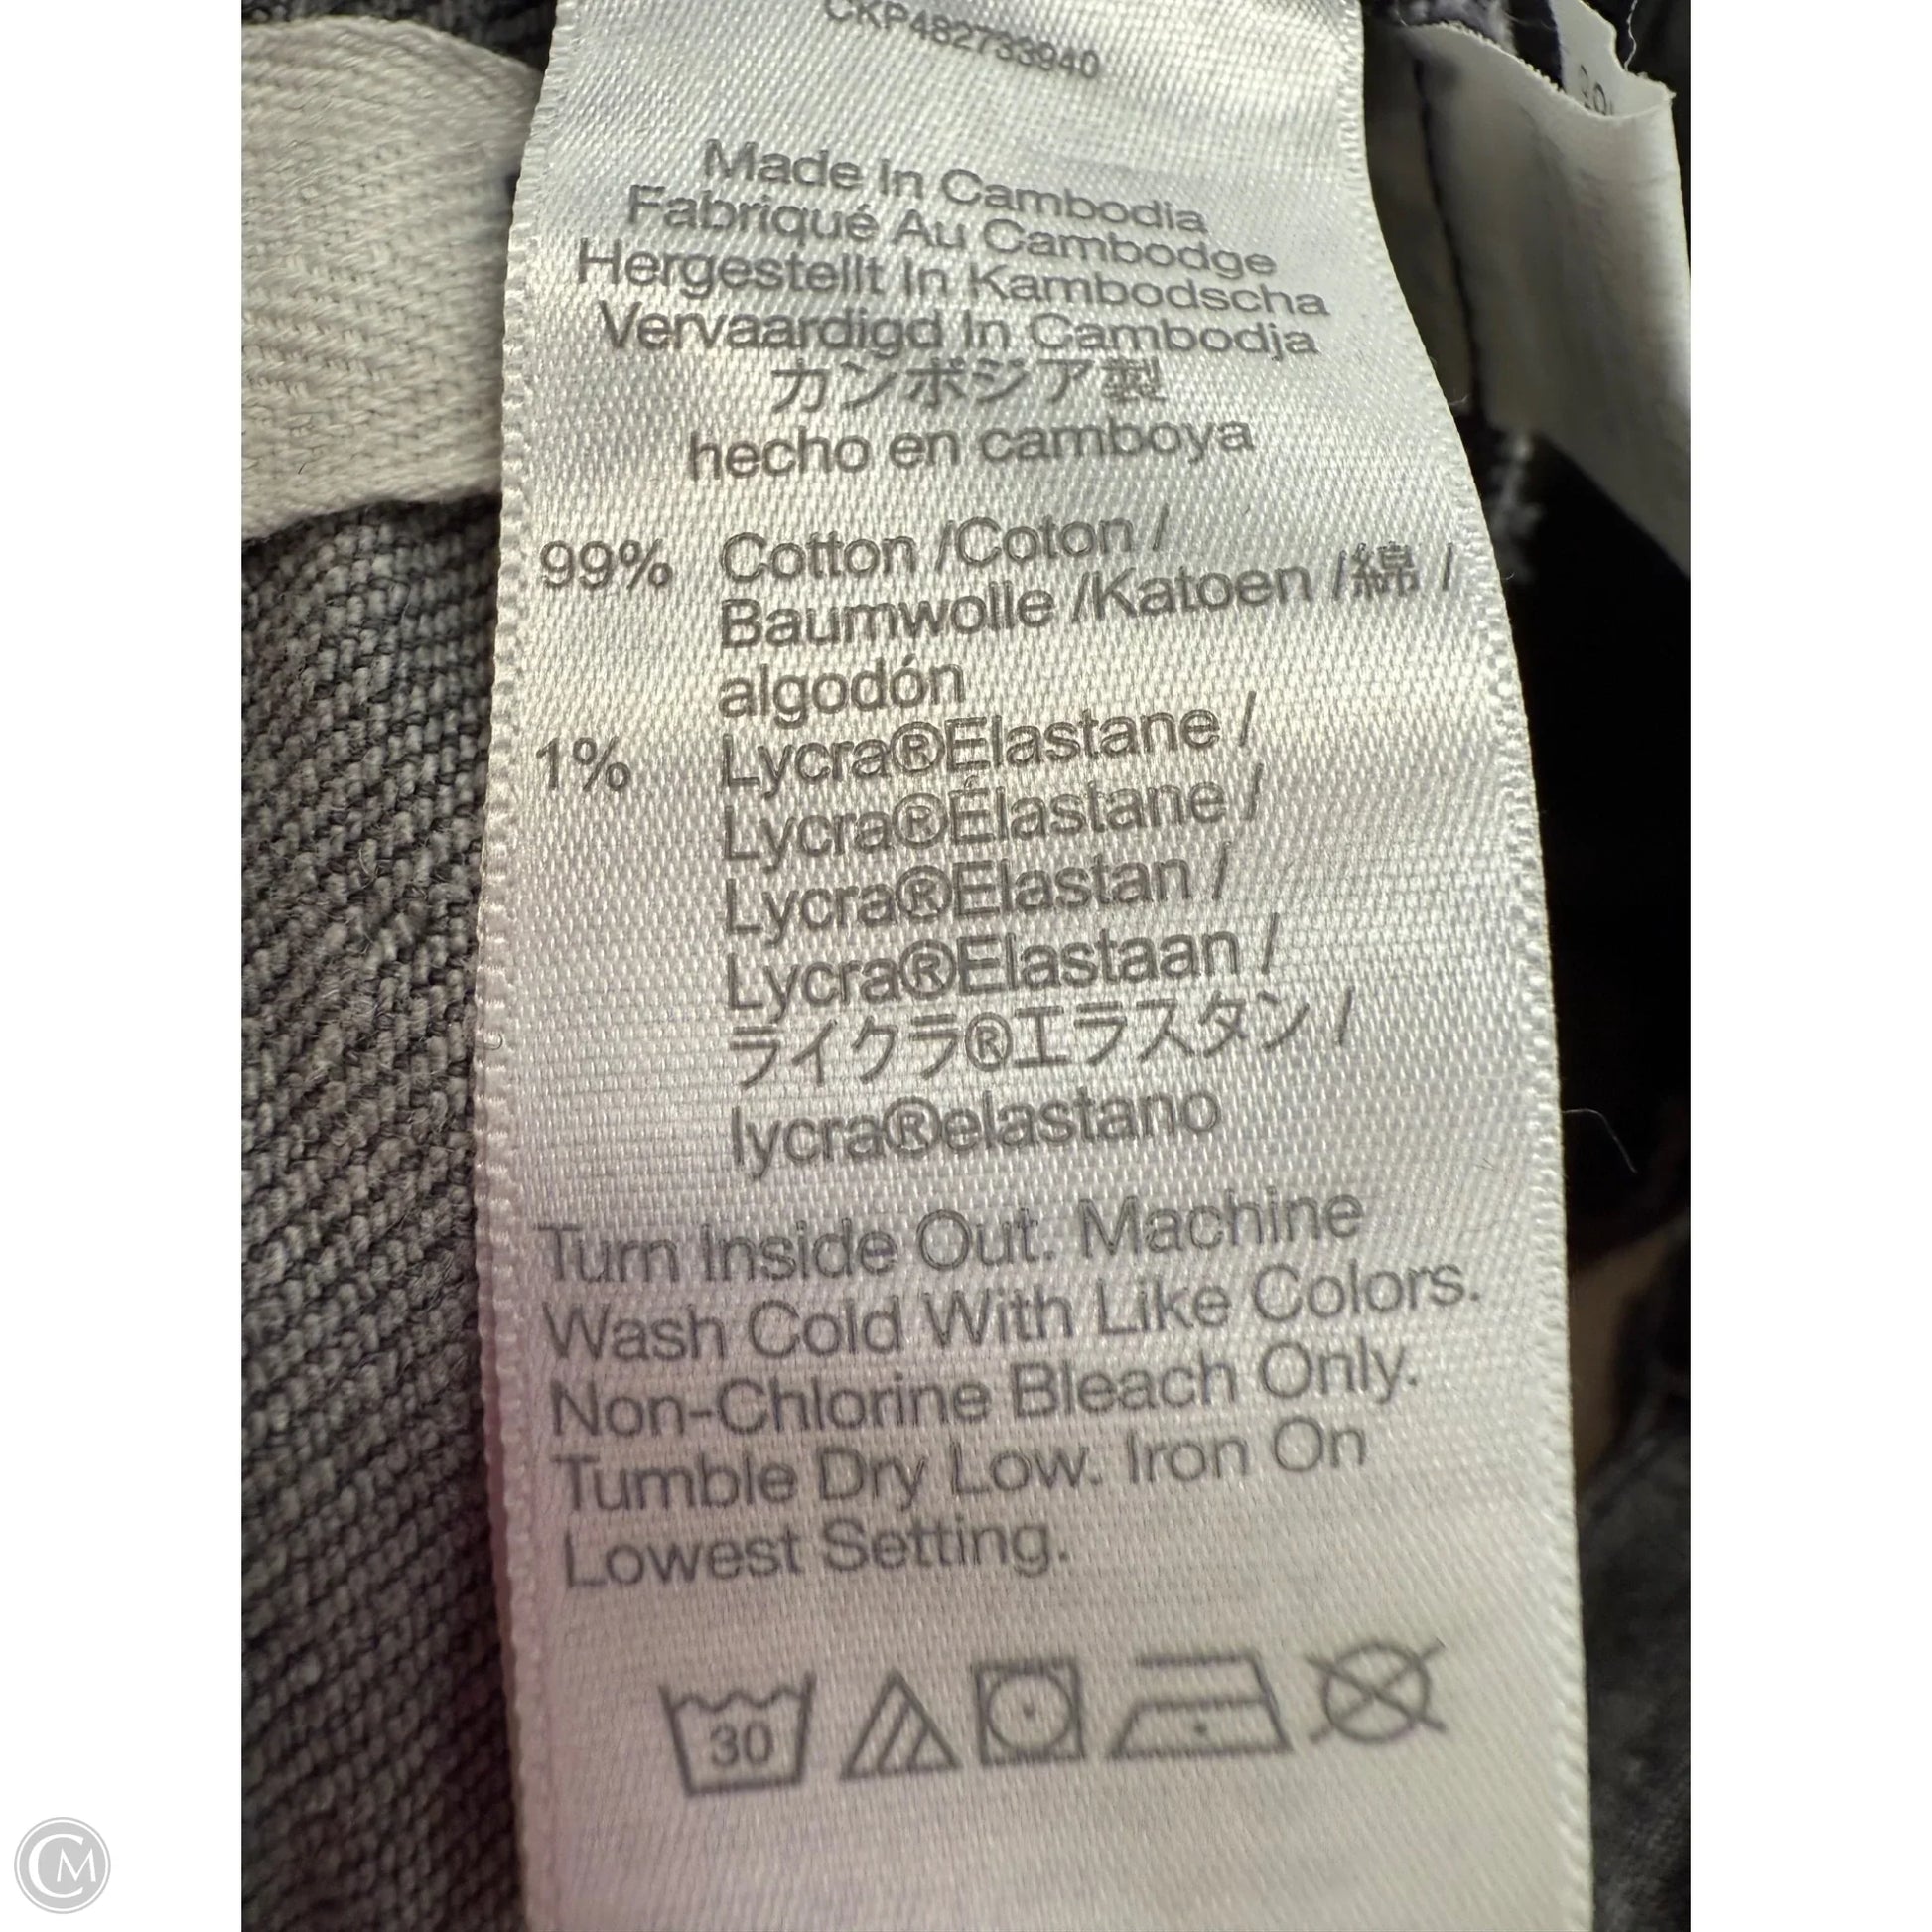 CKP482733940
Made In Cambodia
Fabriqué Au Cambodge
Hergestellt In Kambodscha
Vervaardigd In Cambodja
カンボジア製
hecho en camboya
99% Cotton /Coton /
Baumwolle /Katoen /綿 /
algodón
1% Lycra®Elastane /
Lycra®Élastane /
Lycra®Elastan /
Lycra®Elastaan /
ライクラ®エラスタン /
lycra®elastano
Turn Inside Out. Machine
Wash Cold With Like Colors.
Non-Chlorine Bleach Only.
Tumble Dry Low. Iron On
Lowest Setting.
30
CM